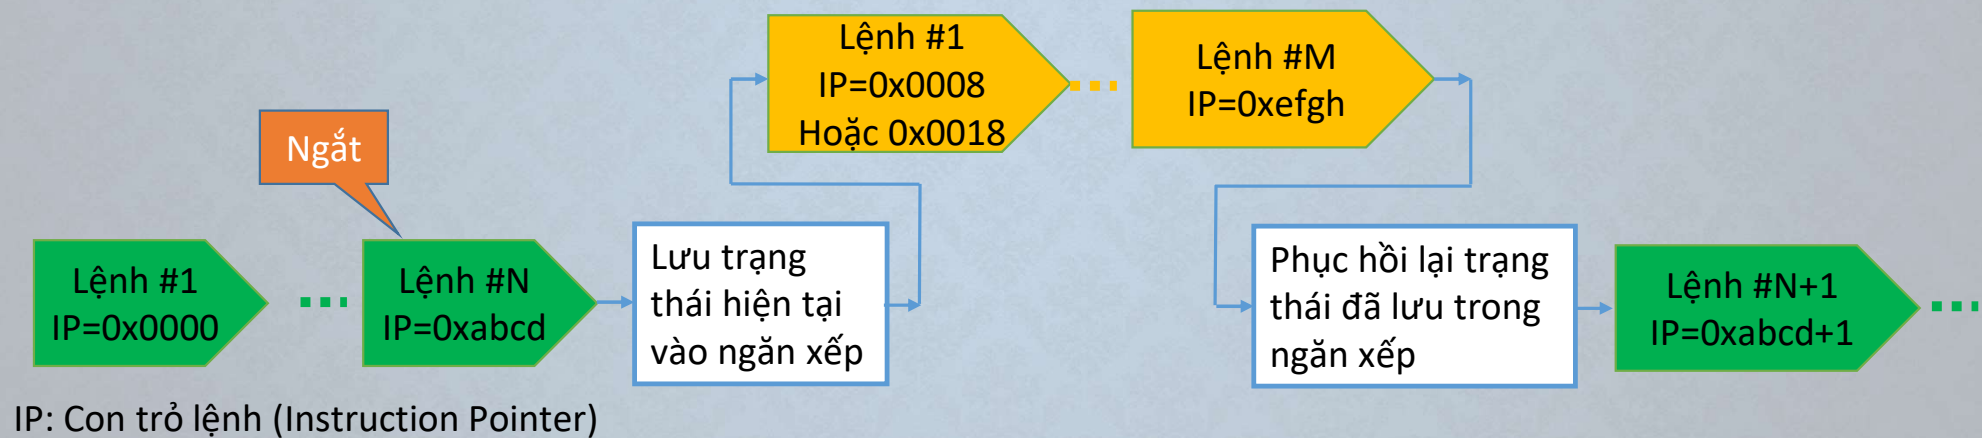 Lệnh #1
IP=0x0008
Hoặc 0x0018
Lệnh #M
IP=0xefgh
Ngắt
Lệnh #1
IP=0x0000
Lệnh #N
IP=0xabcd
Lưu trạng
thái hiện tại
vào ngăn xếp
Phục hồi lại trạng
thái đã lưu trong
ngăn xếp
Lệnh #N+1
IP=0xabcd+1
IP: Con trỏ lệnh (Instruction Pointer)